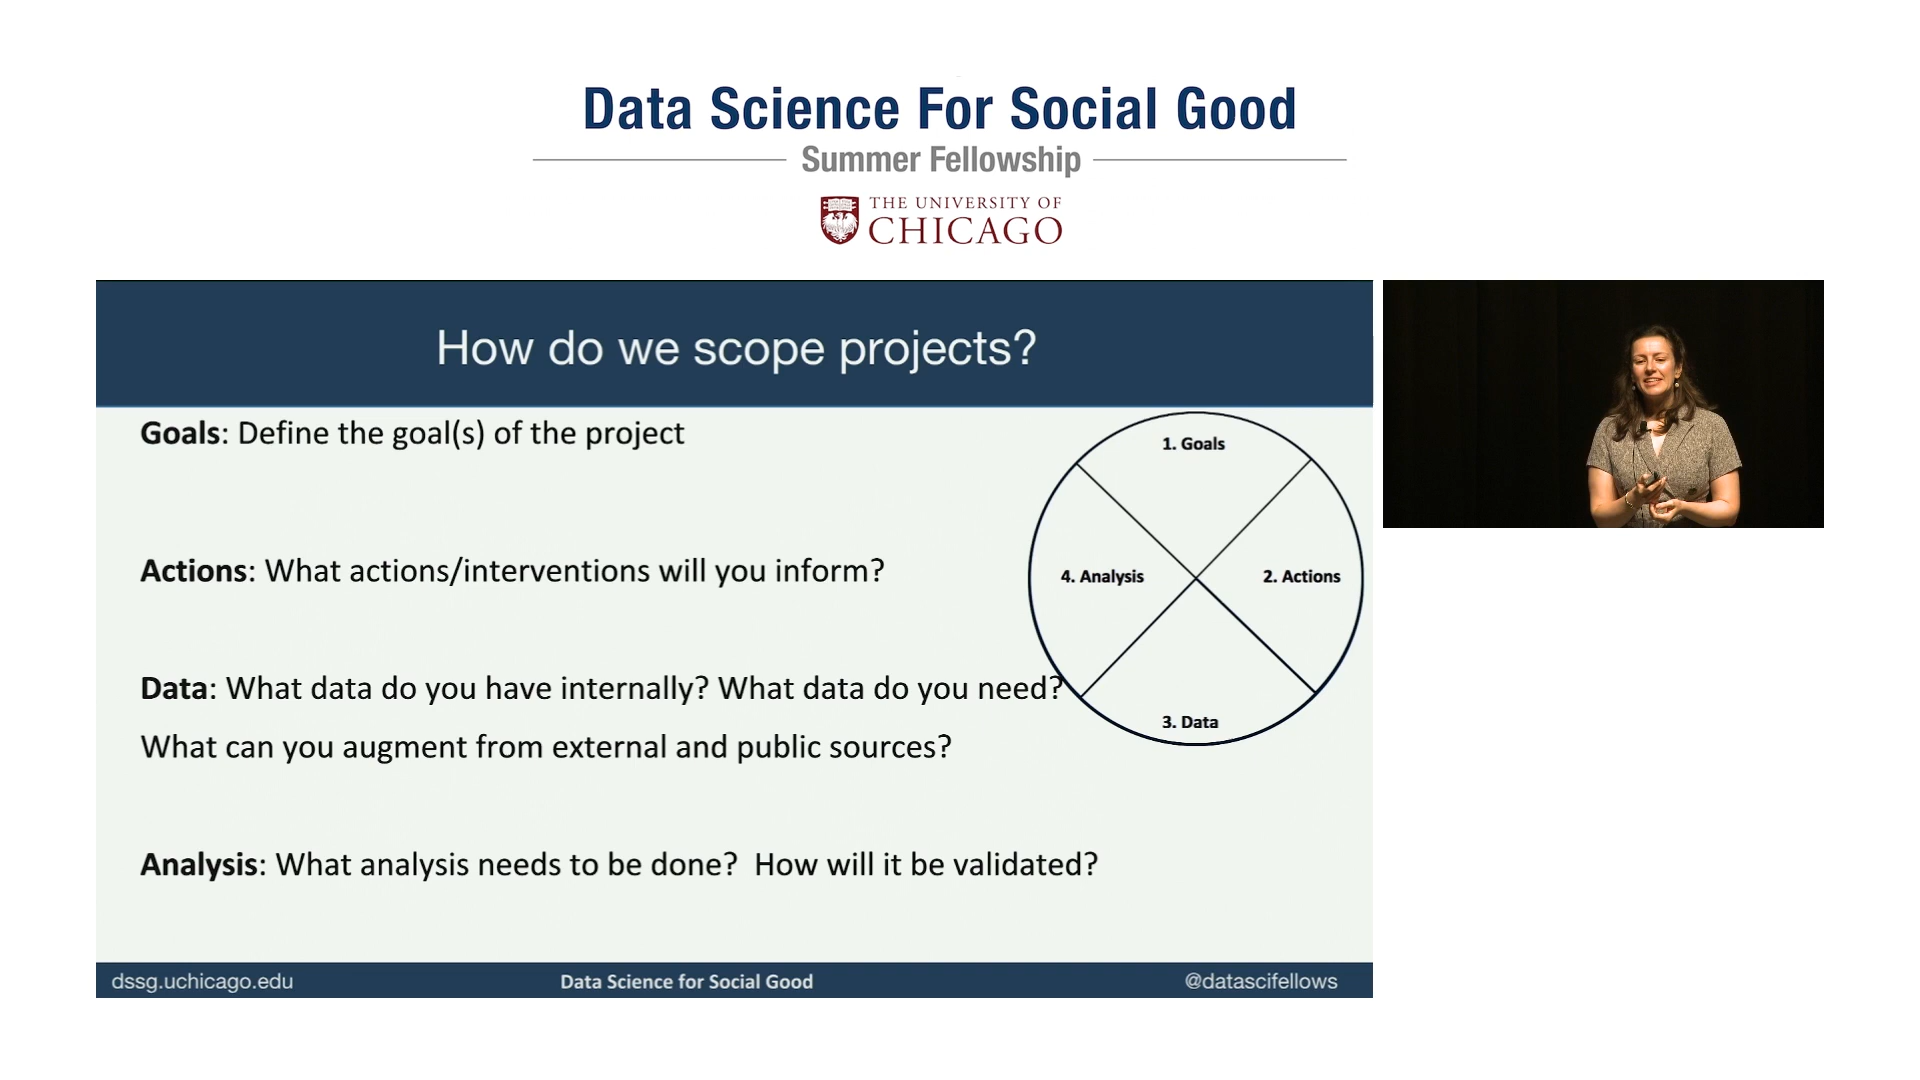 Data Science For Social Good
Summer Fellowship
THE UNIVERSITY OF
CHICAGO
How do we scope projects?
Goals: Define the goal(s) of the project
Actions: What actions/interventions will you inform?
Data: What data do you have internally? What data do you need?
What can you augment from external and public sources?
Analysis: What analysis needs to be done? How will it be validated?
1. Goals
2. Actions
3. Data
4. Analysis
dssg.uchicago.edu
Data Science for Social Good
@datascifellows